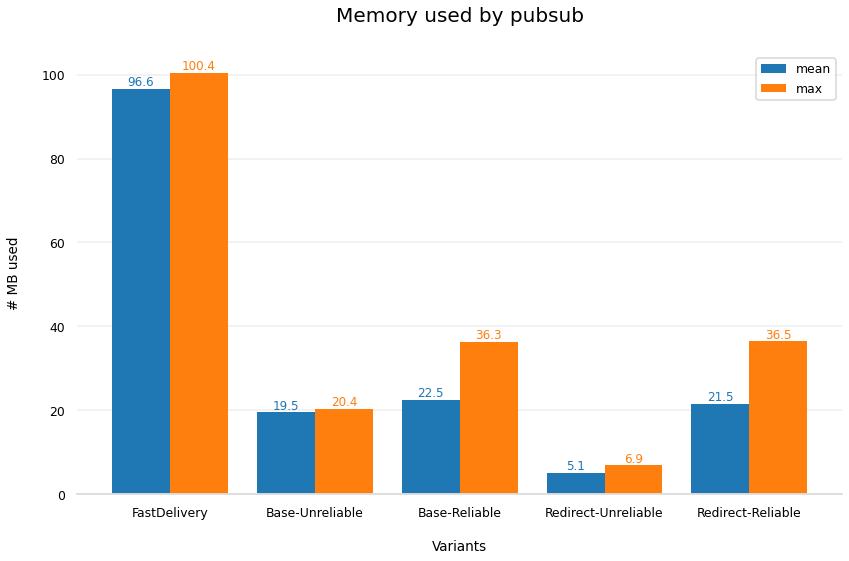 Memory used by pubsub
mean
max
# MB used
100
80
60
40
20
0
96.6
100.4
19.5
20.4
22.5
36.3
5.1
6.9
21.5
36.5
FastDelivery
Base-Unreliable
Base-Reliable
Redirect-Unreliable
Redirect-Reliable
Variants